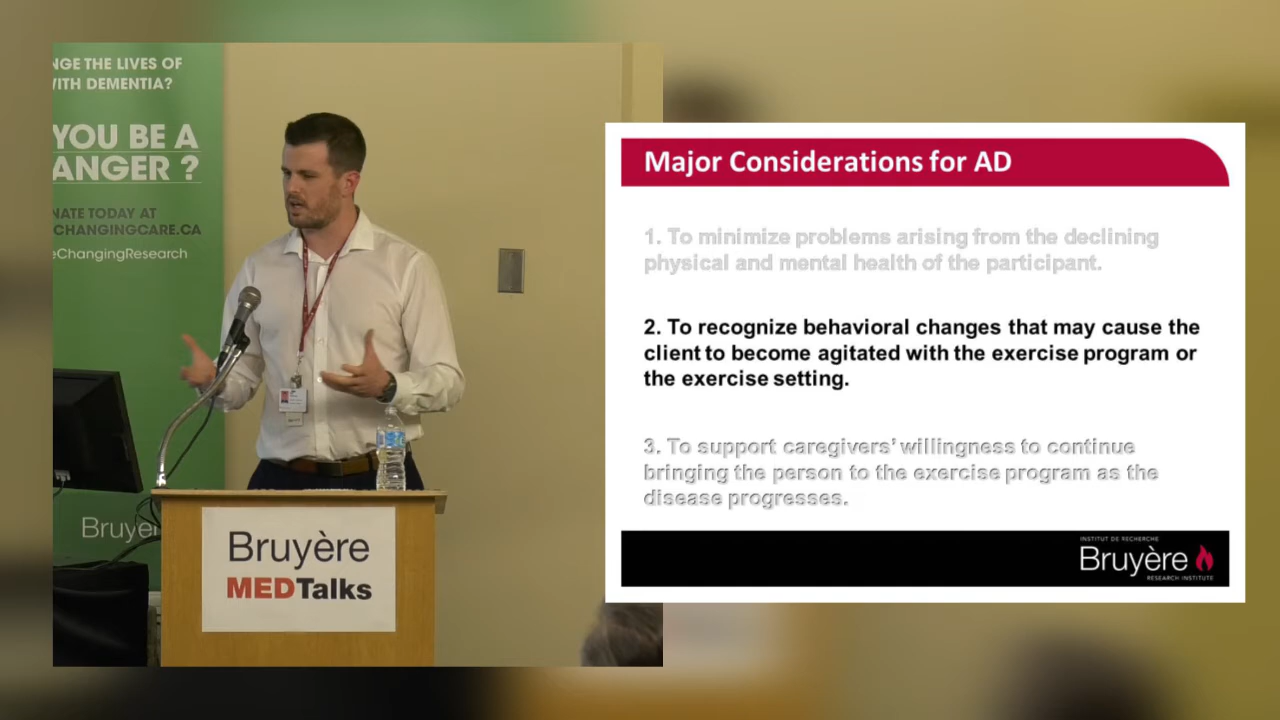 NGE THE LIVES OF
WITH DEMENTIA?
YOU BE A
ANGER ?
NATE TODAY AT
CHANGINGCARE.CA
eChangingResearch
Bruyèr
Bruyère
MEDTalks
Major Considerations for AD
1. To minimize problems arising from the declining
physical and mental health of the participant.
2. To recognize behavioral changes that may cause the
client to become agitated with the exercise program or
the exercise setting.
3. To support caregivers’ willingness to continue
bringing the person to the exercise program as the
disease progresses.
INSTITUT DE RECHERCHE
Bruyère
RESEARCH INSTITUTE